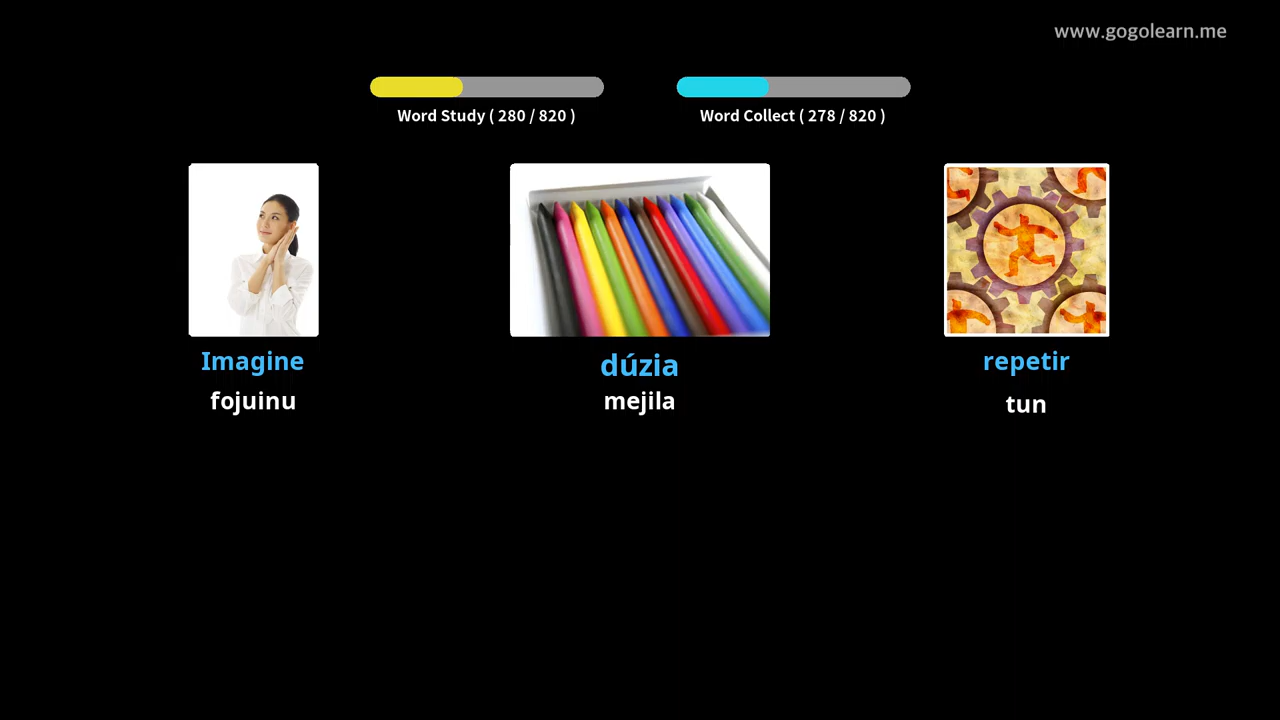 www.gogolearn.me
Word Study ( 280 / 820 )
Word Collect ( 278 / 820 )
Imagine
fojuinu
dúzia
mejila
repetir
tun